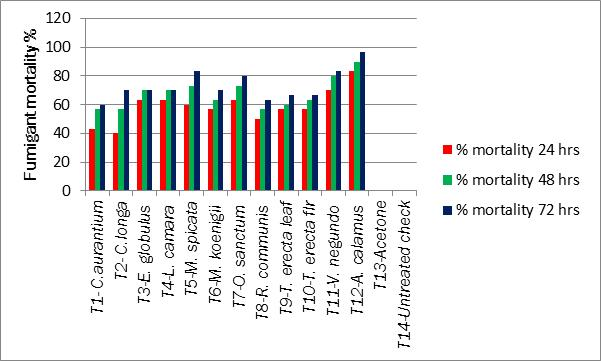 Fumigant mortality %
120
100
80
60
40
20
0
T1- C.aurantium
T2- C.longa
T3-E. globulus
T4-L. camara
T5-M. spicata
T6-M. koenigii
T7-O. sanctum
T8-R. communis
T9-T. erecta leaf
T10-T. erecta flr
T11-V. negundo
T12-A. calamus
T13-Acetone
T14-Untreated check
% mortality 24 hrs
% mortality 48 hrs
% mortality 72 hrs